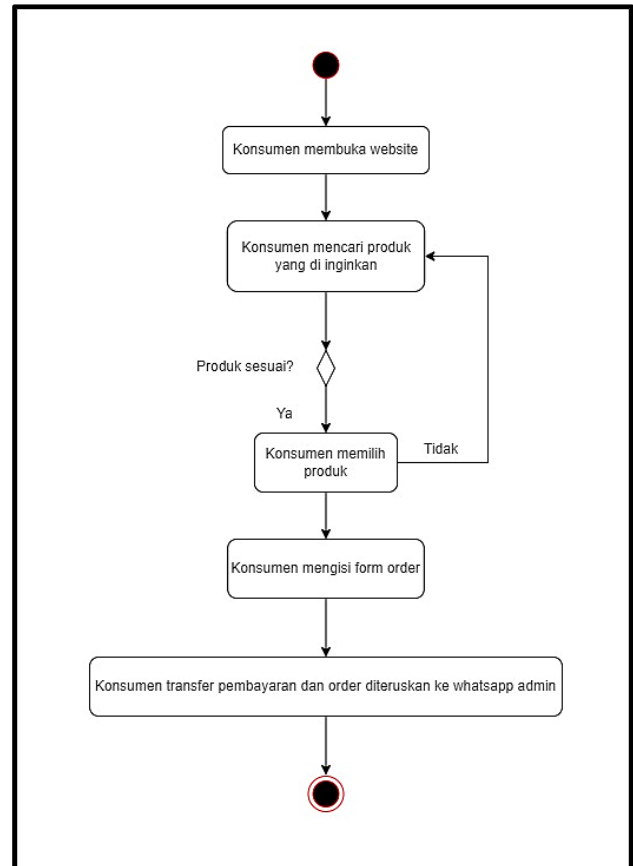 Konsumen membuka website
Konsumen mencari produk
yang di inginkan
Produk sesuai?
Ya
Konsumen memilih
produk
Tidak
Konsumen mengisi form order
Konsumen transfer pembayaran dan order diteruskan ke whatsapp admin